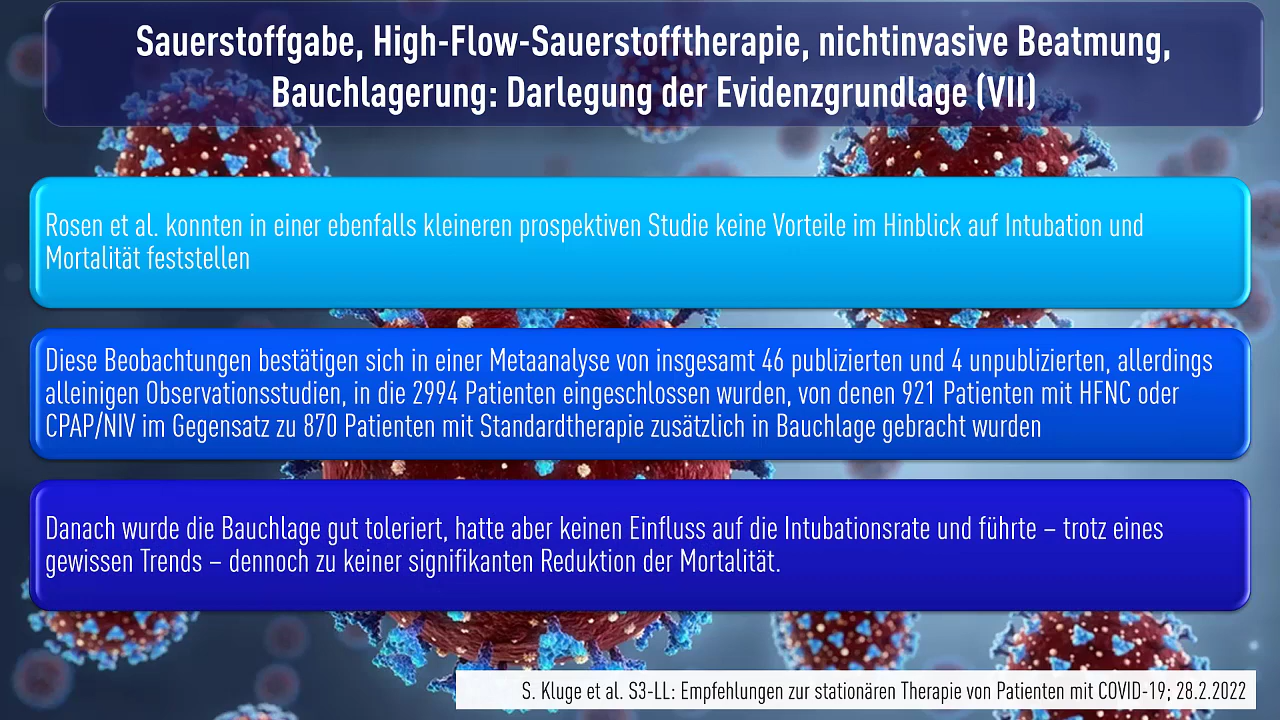 Sauerstoffgabe, High-Flow-Sauerstofftherapie, nichtinvasive Beatmung,
Bauchlagerung: Darlegung der Evidenzgrundlage (VII)
Rosen et al. konnten in einer ebenfalls kleineren prospektiven Studie keine Vorteile im Hinblick auf Intubation und
Mortalität feststellen
Diese Beobachtungen bestätigen sich in einer Metaanalyse von insgesamt 46 publizierten und 4 unpublizierten, allerdings
alleinigen Observationsstudien, in die 2994 Patienten eingeschlossen wurden, von denen 921 Patienten mit HFNC oder
CPAP/NIV im Gegensatz zu 870 Patienten mit Standardtherapie zusätzlich in Bauchlage gebracht wurden
Danach wurde die Bauchlage gut toleriert, hatte aber keinen Einfluss auf die Intubationsrate und führte – trotz eines
gewissen Trends – dennoch zu keiner signifikanten Reduktion der Mortalität.
S. Kluge et al. S3-LL: Empfehlungen zur stationären Therapie von Patienten mit COVID-19; 28.2.2022